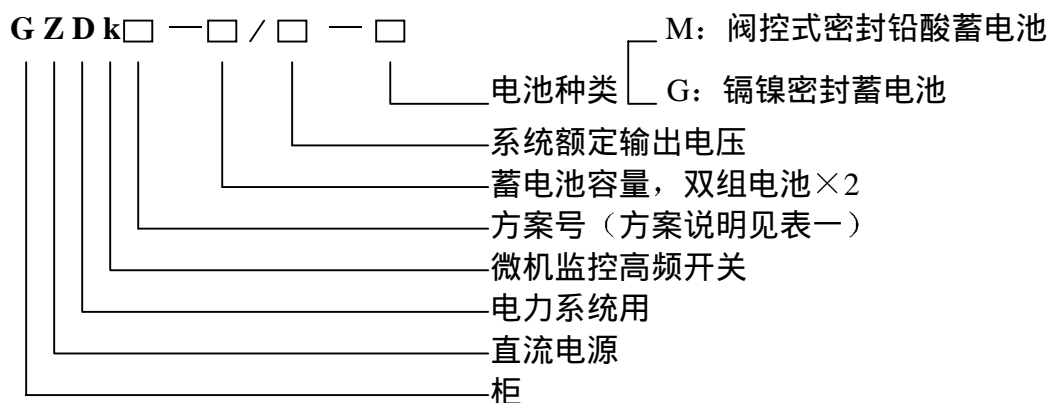 GZDk□ —□ / □ —□
M：阀控式密封铅酸蓄电池
电池种类
G：镉镍密封蓄电池
系统额定输出电压
蓄电池容量，双组电池×2
方案号（方案说明见表一）
微机监控高频开关
电力系统用
直流电源
柜